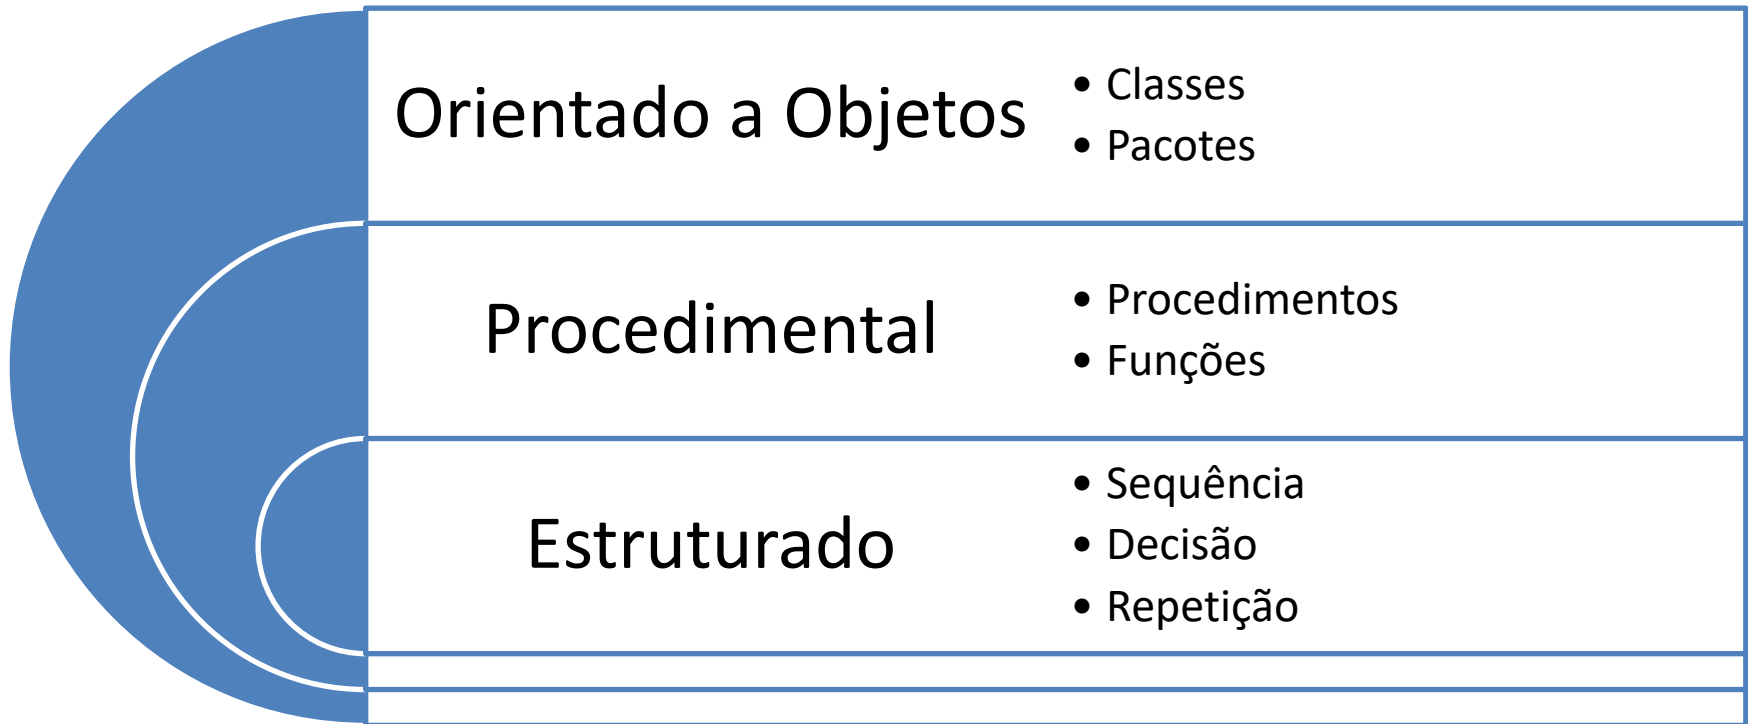 Orientado a Objetos
• Classes
• Pacotes
Procedimental
• Procedimentos
• Funções
Estruturado
• Sequência
• Decisão
• Repetição